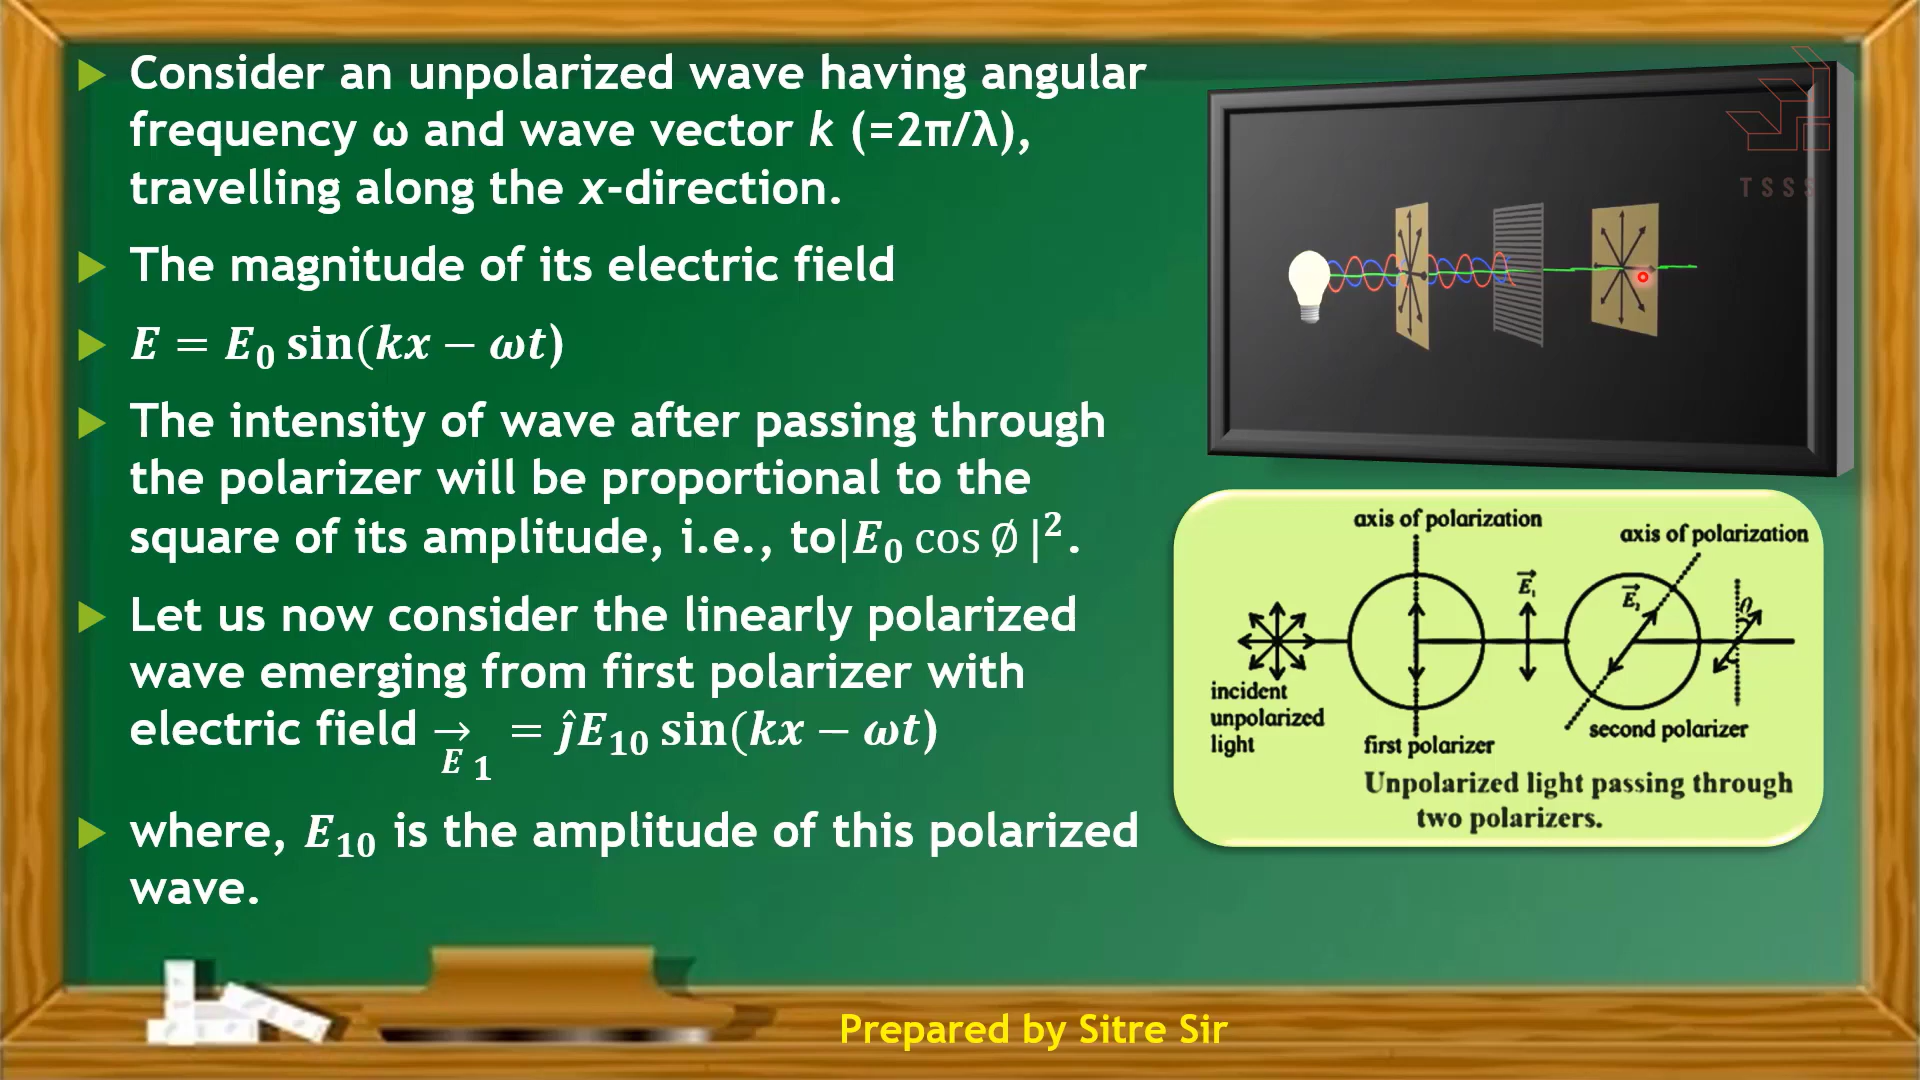 Consider an unpolarized wave having angular
frequency ω and wave vector k (=2π/λ),
travelling along the x-direction.
The magnitude of its electric field
E = E₀ sin(kx − ωt)
The intensity of wave after passing through
the polarizer will be proportional to the
square of its amplitude, i.e., to|E₀ cos ∅ |².
Let us now consider the linearly polarized
wave emerging from first polarizer with
electric field →E 1 = ĵE₁₀ sin(kx − ωt)
where, E₁₀ is the amplitude of this polarized
wave.
TSSS
axis of polarization
axis of polarization
E⃗₁
E⃗₂
θ
incident
unpolarized
light
first polarizer
second polarizer
Unpolarized light passing through
two polarizers.
Prepared by Sitre Sir